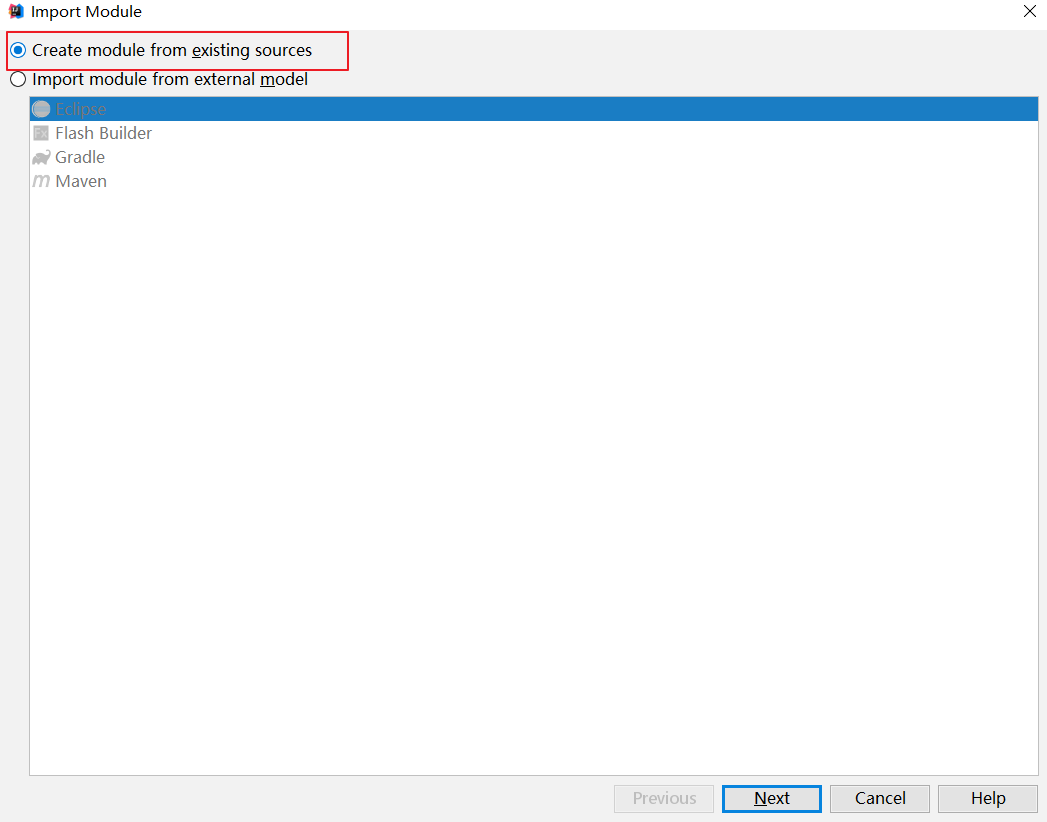 Import Module
Create module from existing sources
Import module from external model
Eclipse
Flash Builder
Gradle
Maven
Previous Next Cancel Help